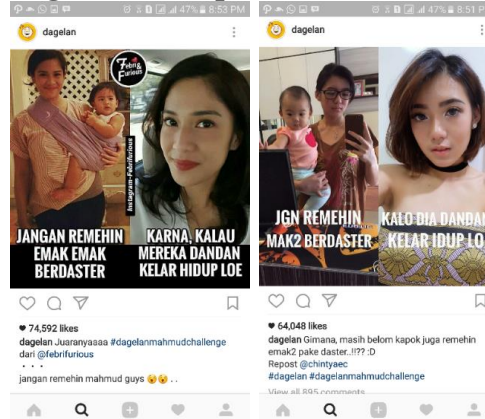 47% 8:53 PM
dagelan
Febri & Furious
Instagram-Febrifurious
JANGAN REMEHIN
EMAK EMAK
BERDASTER
KARNA, KALAU
MEREKA DANDAN
KELAR HIDUP LOE
74,592 likes
dagelan Juaranyaaaa #dagelanmahmudchallenge
dari @febrifurious
jangan remehin mahmud guys 😝😝 . .
47% 8:51 P
dagelan
JGN REMEHIN
MAK2 BERDASTER
KALO DIA DANDAN
KELAR IDUP LO
64,048 likes
dagelan Gimana, masih belom kapok juga remehin
emak2 pake daster..!!?? :D
Repost @chintyaec
#dagelan #dagelanmahmudchallenge
View all 895 comments